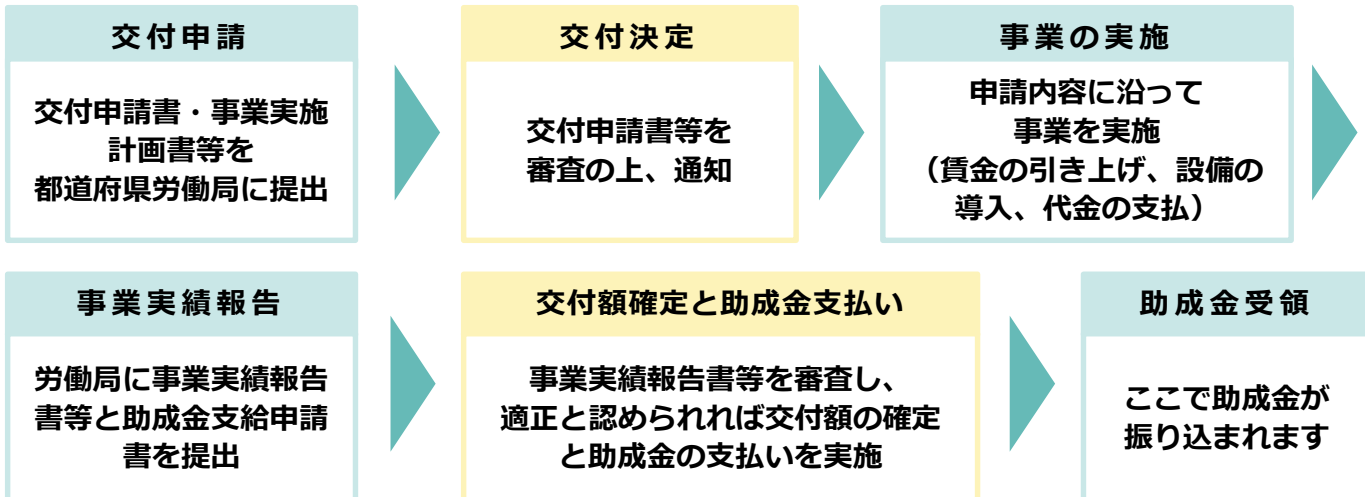 交付申請
交付申請書・事業実施
計画書等を
都道府県労働局に提出
交付決定
交付申請書等を
審査の上、通知
事業の実施
申請内容に沿って
事業を実施
（賃金の引き上げ、設備の
導入、代金の支払）
事業実績報告
労働局に事業実績報告
書等と助成金支給申請
書を提出
交付額確定と助成金支払い
事業実績報告書等を審査し、
適正と認められれば交付額の確定
と助成金の支払いを実施
助成金受領
ここで助成金が
振り込まれます